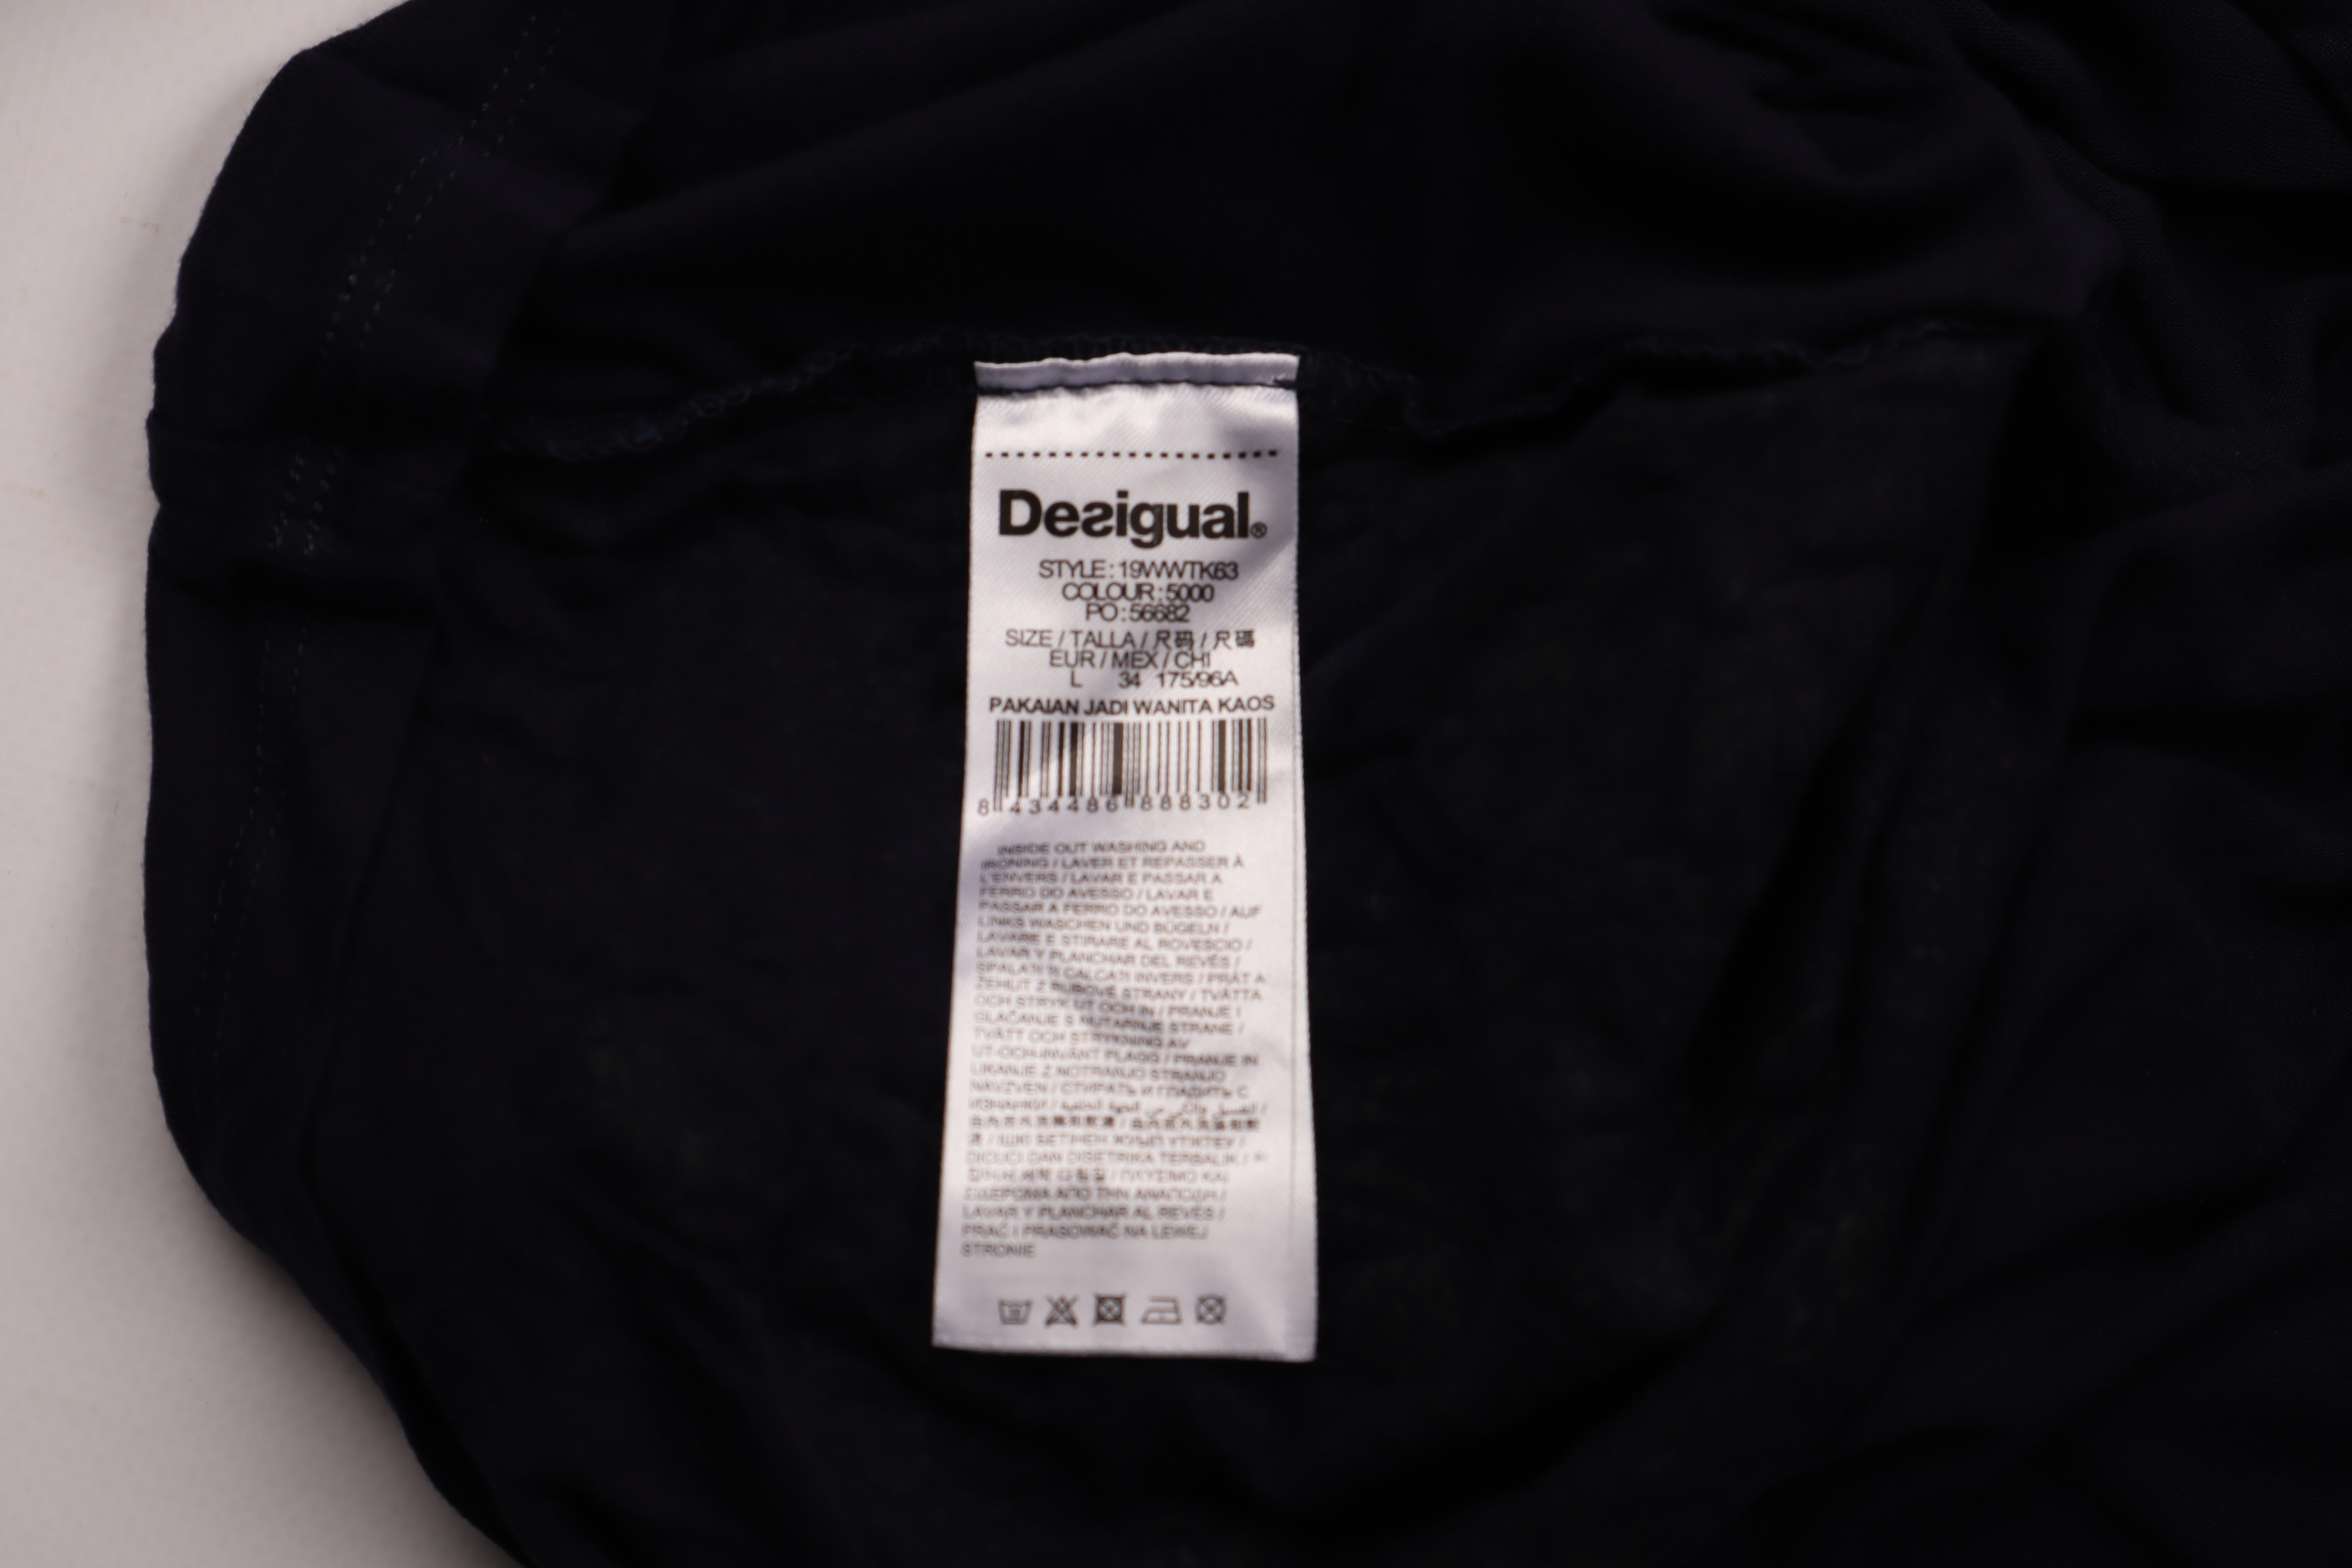 Desigual.®
STYLE : 19WWTK63
COLOUR : 5000
PO : 56682
SIZE / TALLA / 尺码 / 尺碼
EUR / MEX / CHI
L 34 175/96A
PAKAIAN JADI WANITA KAOS
8 434486 888302
INSIDE OUT WASHING AND
IRONING / LAVER ET REPASSER À
L'ENVERS / LAVAR E PASSAR A
FERRO DO AVESSO / LAVAR E
PASSAR A FERRO DO AVESSO / AUF
LINKS WASCHEN UND BÜGELN /
LAVARE E STIRARE AL ROVESCIO /
LAVAR Y PLANCHAR DEL REVÉS /
INVERS / PRÁT A
ŽEHLIT Z RUBOVÉ STRANY / TVÄTTA
OCH STRYK UT OCH IN / PRANJE I
GLAČANJE S STRANE /
TVÄTT OCH STRYKNING AV
UT-OCH-INVÄNT PLAGG / PRANJE IN
LIKANJE Z NOTRANJO STRANJO
NAVZVEN / СТИРАТЬ И ГЛАДИТЬ С
DICUCI DAN DISETRIKA TERBALIK /
LAVAR Y PLANCHAR AL REVÉS /
PRAĆ I PRASOWAĆ NA LEWEJ
STRONIE